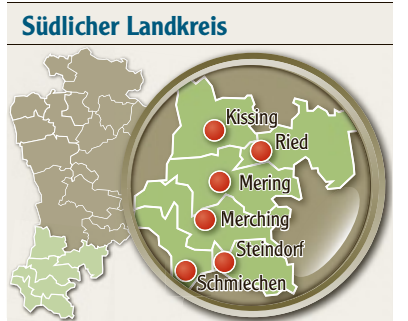 Südlicher Landkreis
Kissing
Ried
Mering
Merching
Steindorf
Schmiechen